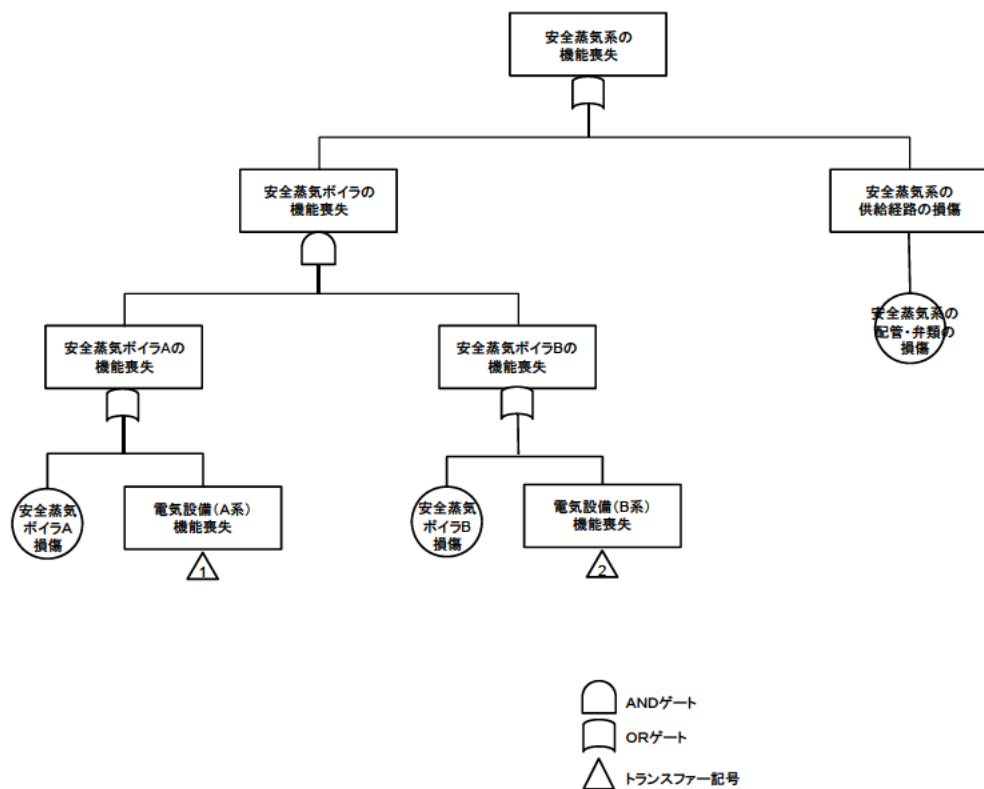 安全蒸気系の
機能喪失
安全蒸気ボイラの
機能喪失
安全蒸気系の
供給経路の損傷
安全蒸気ボイラAの
機能喪失
安全蒸気ボイラBの
機能喪失
安全蒸気系の
配管・弁類の
損傷
安全蒸気
ボイラA
損傷
電気設備(A系)
機能喪失
1
安全蒸気
ボイラB
損傷
電気設備(B系)
機能喪失
2
ANDゲート
ORゲート
トランスファー記号